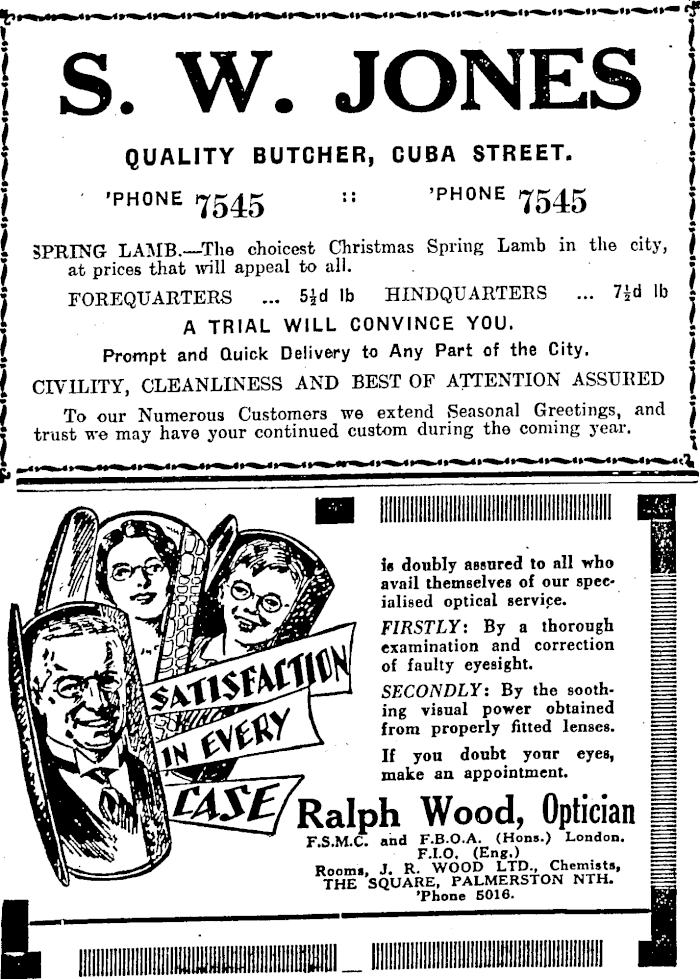 S. W. JONES
QUALITY BUTCHER, CUBA STREET.
'PHONE 7545 :: 'PHONE 7545
SPRING LAMB.—The choicest Christmas Spring Lamb in the city,
at prices that will appeal to all.
FOREQUARTERS ... 5½d lb HINDQUARTERS ... 7½d lb
A TRIAL WILL CONVINCE YOU.
Prompt and Quick Delivery to Any Part of the City.
CIVILITY, CLEANLINESS AND BEST OF ATTENTION ASSURED
To our Numerous Customers we extend Seasonal Greetings, and
trust we may have your continued custom during the coming year.
SATISFACTION
IN EVERY
CASE
is doubly assured to all who
avail themselves of our spec-
ialised optical service.
FIRSTLY: By a thorough
examination and correction
of faulty eyesight.
SECONDLY: By the sooth-
ing visual power obtained
from properly fitted lenses.
If you doubt your eyes,
make an appointment.
Ralph Wood, Optician
F.S.M.C. and F.B.O.A. (Hons.) London.
F.I.O. (Eng.)
Rooms, J. R. WOOD LTD., Chemists,
THE SQUARE, PALMERSTON NTH.
'Phone 5016.